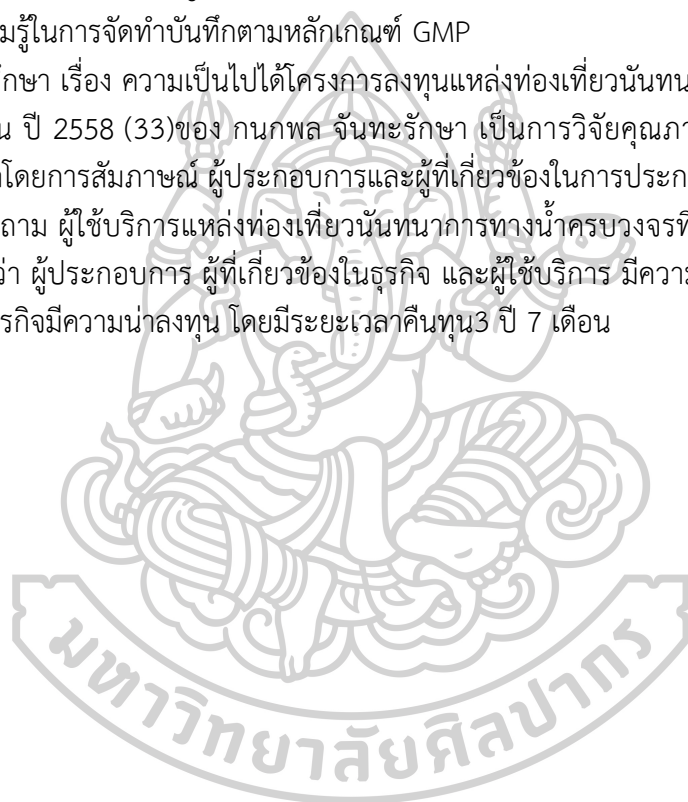 มรู้ในการจัดทำบันทึกตามหลักเกณฑ์ GMP
รักษา เรื่อง ความเป็นไปได้โครงการลงทุนแหล่งท่องเที่ยวนันทน
น ปี 2558 (33)ของ กนกพล จันทะรักษา เป็นการวิจัยคุณภา
โดยการสัมภาษณ์ ผู้ประกอบการและผู้ที่เกี่ยวข้องในการประก
ถาม ผู้ใช้บริการแหล่งท่องเที่ยวนันทนาการทางน้ำครบวงจรที
ว่า ผู้ประกอบการ ผู้ที่เกี่ยวข้องในธุรกิจ และผู้ใช้บริการ มีควา
รกิจมีความน่าลงทุน โดยมีระยะเวลาคืนทุน3 ปี 7 เดือน
มหาวิทยาลัยศิลปากร